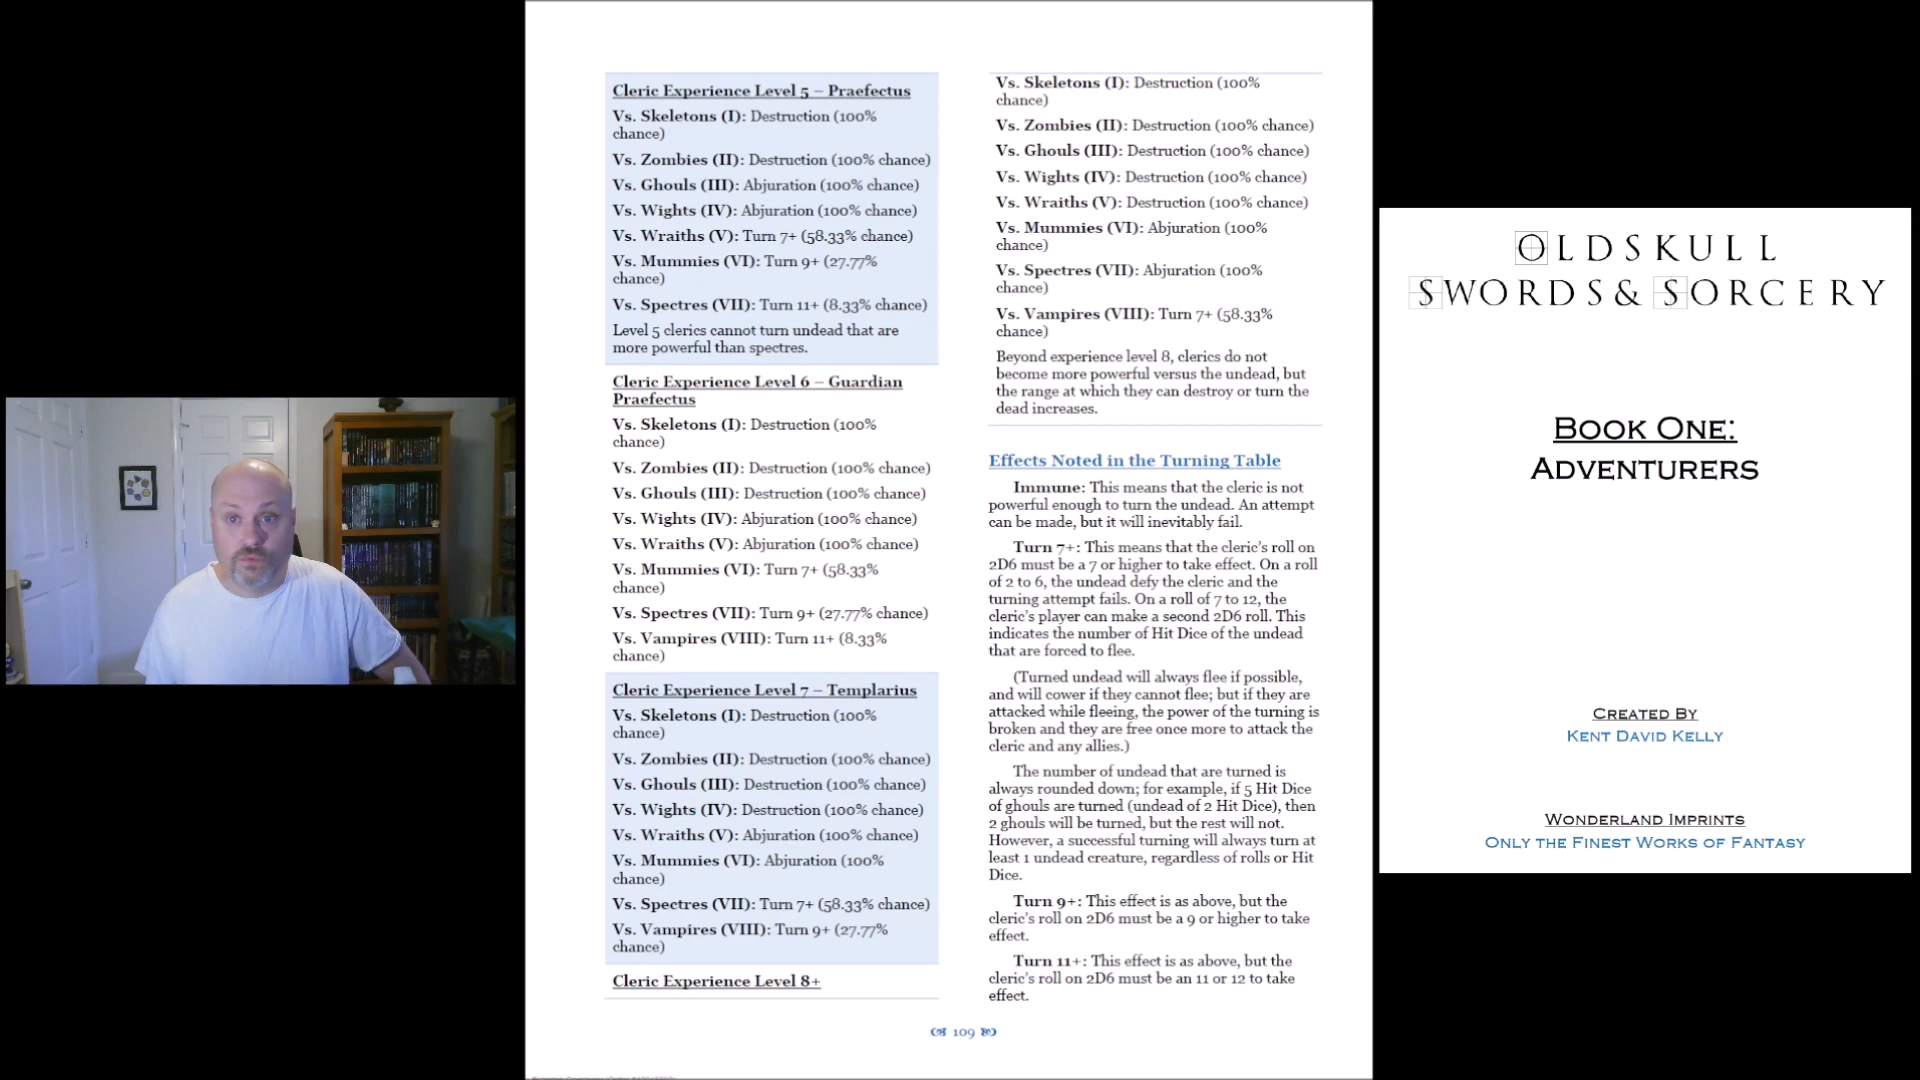 Cleric Experience Level 5 – Praefectus
Vs. Skeletons (I): Destruction (100%
chance)
Vs. Zombies (II): Destruction (100% chance)
Vs. Ghouls (III): Abjuration (100% chance)
Vs. Wights (IV): Abjuration (100% chance)
Vs. Wraiths (V): Turn 7+ (58.33% chance)
Vs. Mummies (VI): Turn 9+ (27.77%
chance)
Vs. Spectres (VII): Turn 11+ (8.33% chance)
Level 5 clerics cannot turn undead that are
more powerful than spectres.
Cleric Experience Level 6 – Guardian
Praefectus
Vs. Skeletons (I): Destruction (100%
chance)
Vs. Zombies (II): Destruction (100% chance)
Vs. Ghouls (III): Destruction (100% chance)
Vs. Wights (IV): Abjuration (100% chance)
Vs. Wraiths (V): Abjuration (100% chance)
Vs. Mummies (VI): Turn 7+ (58.33%
chance)
Vs. Spectres (VII): Turn 9+ (27.77% chance)
Vs. Vampires (VIII): Turn 11+ (8.33%
chance)
Cleric Experience Level 7 – Templarius
Vs. Skeletons (I): Destruction (100%
chance)
Vs. Zombies (II): Destruction (100% chance)
Vs. Ghouls (III): Destruction (100% chance)
Vs. Wights (IV): Destruction (100% chance)
Vs. Wraiths (V): Abjuration (100% chance)
Vs. Mummies (VI): Abjuration (100%
chance)
Vs. Spectres (VII): Turn 7+ (58.33% chance)
Vs. Vampires (VIII): Turn 9+ (27.77%
chance)
Cleric Experience Level 8+
Vs. Skeletons (I): Destruction (100%
chance)
Vs. Zombies (II): Destruction (100% chance)
Vs. Ghouls (III): Destruction (100% chance)
Vs. Wights (IV): Destruction (100% chance)
Vs. Wraiths (V): Destruction (100% chance)
Vs. Mummies (VI): Abjuration (100%
chance)
Vs. Spectres (VII): Abjuration (100%
chance)
Vs. Vampires (VIII): Turn 7+ (58.33%
chance)
Beyond experience level 8, clerics do not
become more powerful versus the undead, but
the range at which they can destroy or turn the
dead increases.
Effects Noted in the Turning Table
Immune: This means that the cleric is not
powerful enough to turn the undead. An attempt
can be made, but it will inevitably fail.
Turn 7+: This means that the cleric's roll on
2D6 must be a 7 or higher to take effect. On a roll
of 2 to 6, the undead defy the cleric and the
turning attempt fails. On a roll of 7 to 12, the
cleric's player can make a second 2D6 roll. This
indicates the number of Hit Dice of the undead
that are forced to flee.
(Turned undead will always flee if possible,
and will cower if they cannot flee; but if they are
attacked while fleeing, the power of the turning is
broken and they are free once more to attack the
cleric and any allies.)
The number of undead that are turned is
always rounded down; for example, if 5 Hit Dice
of ghouls are turned (undead of 2 Hit Dice), then
2 ghouls will be turned, but the rest will not.
However, a successful turning will always turn at
least 1 undead creature, regardless of rolls or Hit
Dice.
Turn 9+: This effect is as above, but the
cleric's roll on 2D6 must be a 9 or higher to take
effect.
Turn 11+: This effect is as above, but the
cleric's roll on 2D6 must be an 11 or 12 to take
effect.
109
OLDSKULL
SWORDS & SORCERY
BOOK ONE:
ADVENTURERS
CREATED BY
KENT DAVID KELLY
WONDERLAND IMPRINTS
ONLY THE FINEST WORKS OF FANTASY